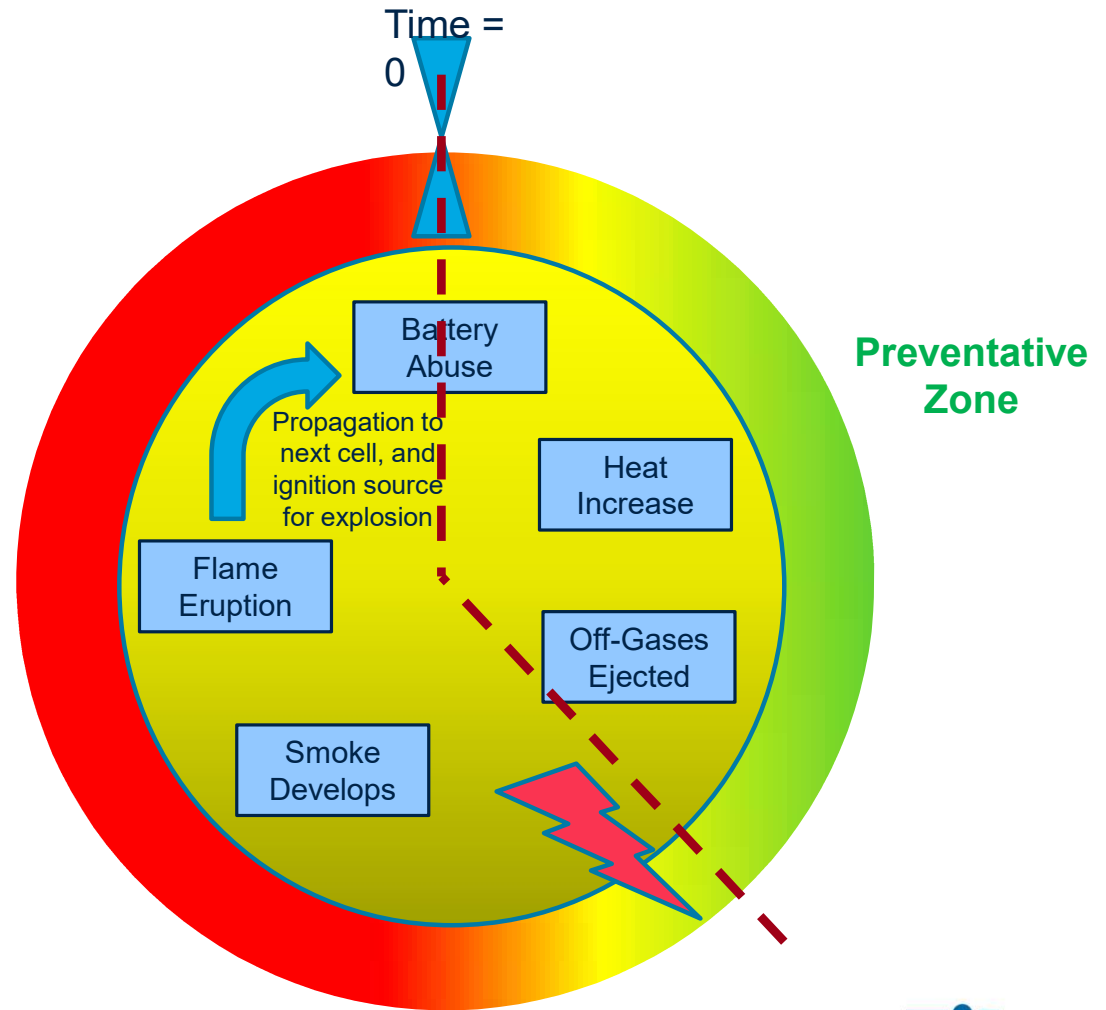 Time =
0
Battery
Abuse
Preventative
Zone
Propagation to
next cell, and
ignition source
for explosion
Heat
Increase
Flame
Eruption
Off-Gases
Ejected
Smoke
Develops